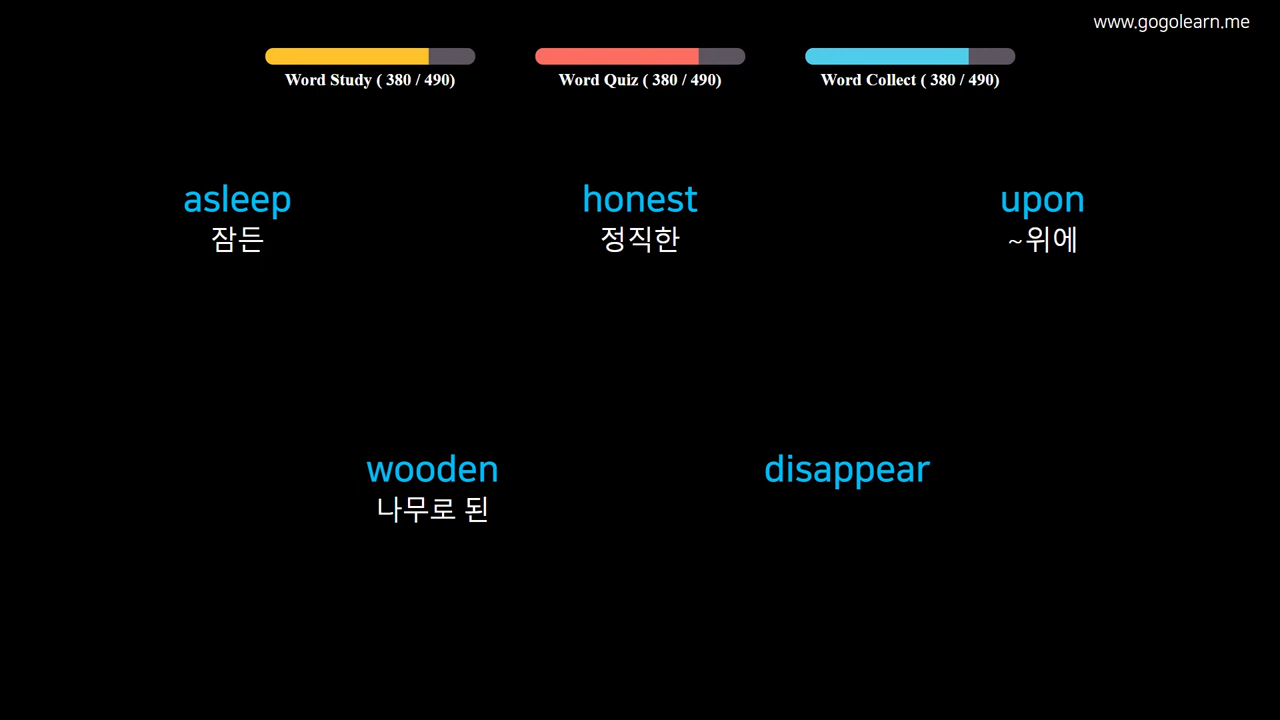 www.gogolearn.me
Word Study ( 380 / 490)
Word Quiz ( 380 / 490)
Word Collect ( 380 / 490)
asleep
잠든
honest
정직한
upon
~위에
wooden
나무로 된
disappear